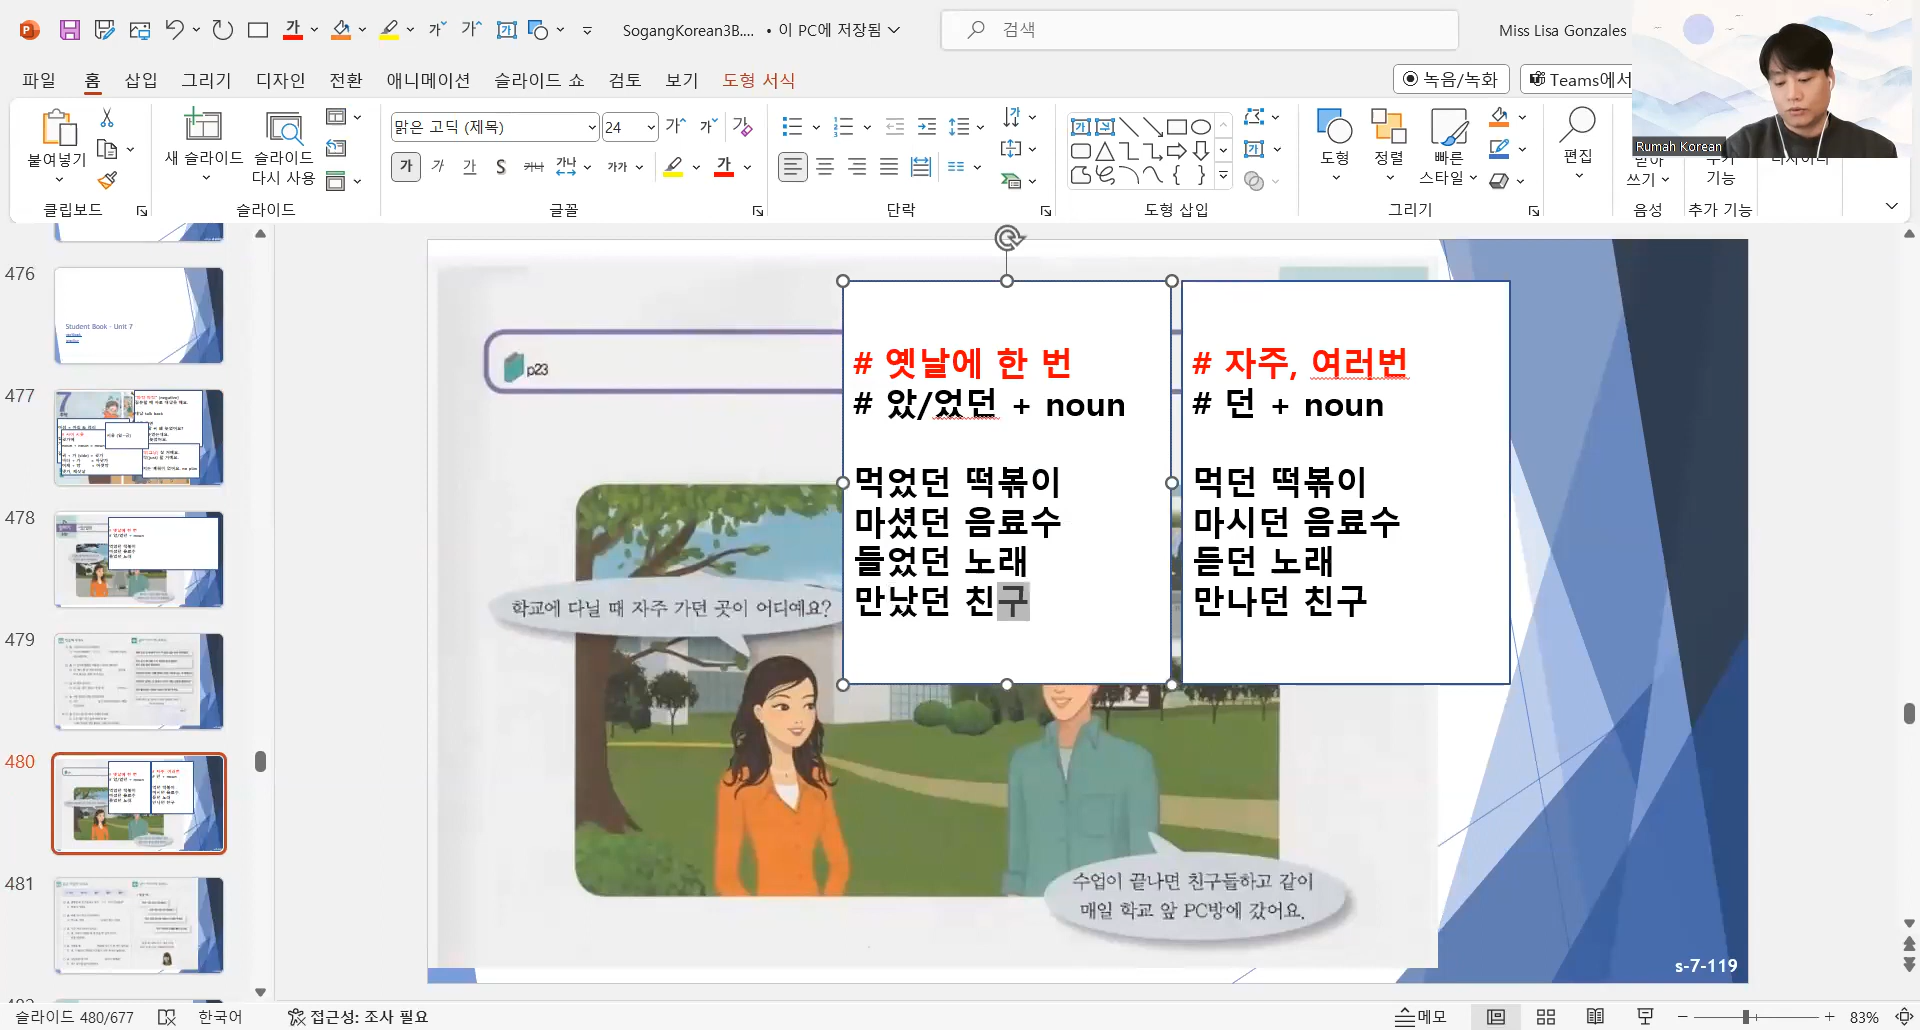 SogangKorean3B.... • 이 PC에 저장됨
검색
Miss Lisa Gonzales
파일 홈 삽입 그리기 디자인 전환 애니메이션 슬라이드 쇼 검토 보기 도형 서식
녹음/녹화
Teams에서
붙여넣기
새 슬라이드
슬라이드
다시 사용
맑은 고딕 (제목)
24
도형
정렬
빠른
스타일
편집
쓰기
기능
클립보드
슬라이드
글꼴
단락
도형 삽입
그리기
음성
추가 기능
Rumah Korean
476
Student Book - Unit 7
477
478
479
480
481
p23
# 옛날에 한 번
# 았/었던 + noun
먹었던 떡볶이
마셨던 음료수
들었던 노래
만났던 친구
# 자주, 여러번
# 던 + noun
먹던 떡볶이
마시던 음료수
듣던 노래
만나던 친구
학교에 다닐 때 자주 가던 곳이 어디예요?
수업이 끝나면 친구들하고 같이
매일 학교 앞 PC방에 갔어요.
s-7-119
슬라이드 480/677
한국어
접근성: 조사 필요
메모
83%